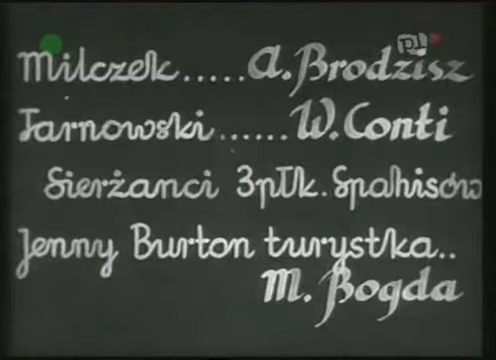 Milczek.....A.Brodzisz
Tarnowski......W.Conti
Sierżanci 3płk. Spahisów
Jenny Burton turystka..
M. Bogda